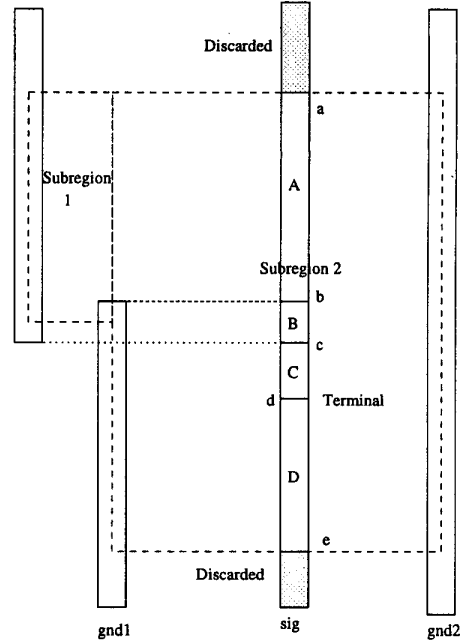 Discarded
a
Subregion
1
A
Subregion 2
b
B
c
C
d
Terminal
D
e
Discarded
gnd1
sig
gnd2